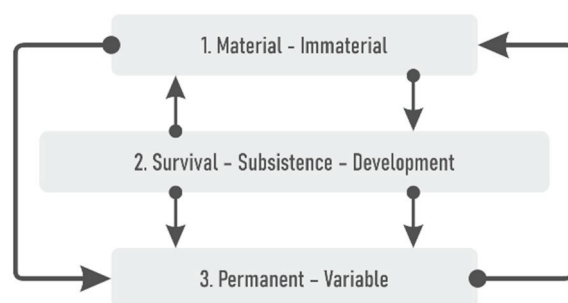 1. Material - Immaterial
2. Survival - Subsistence - Development
3. Permanent - Variable